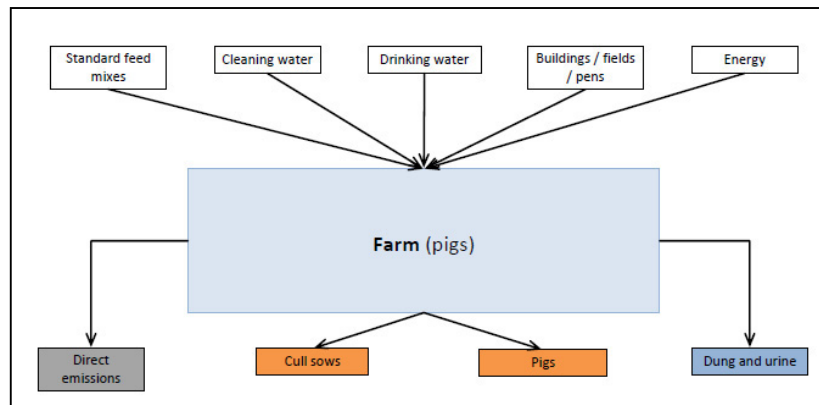 Standard feed
mixes
Cleaning water
Drinking water
Buildings / fields
/ pens
Energy
Farm (pigs)
Direct
emissions
Cull sows
Pigs
Dung and urine